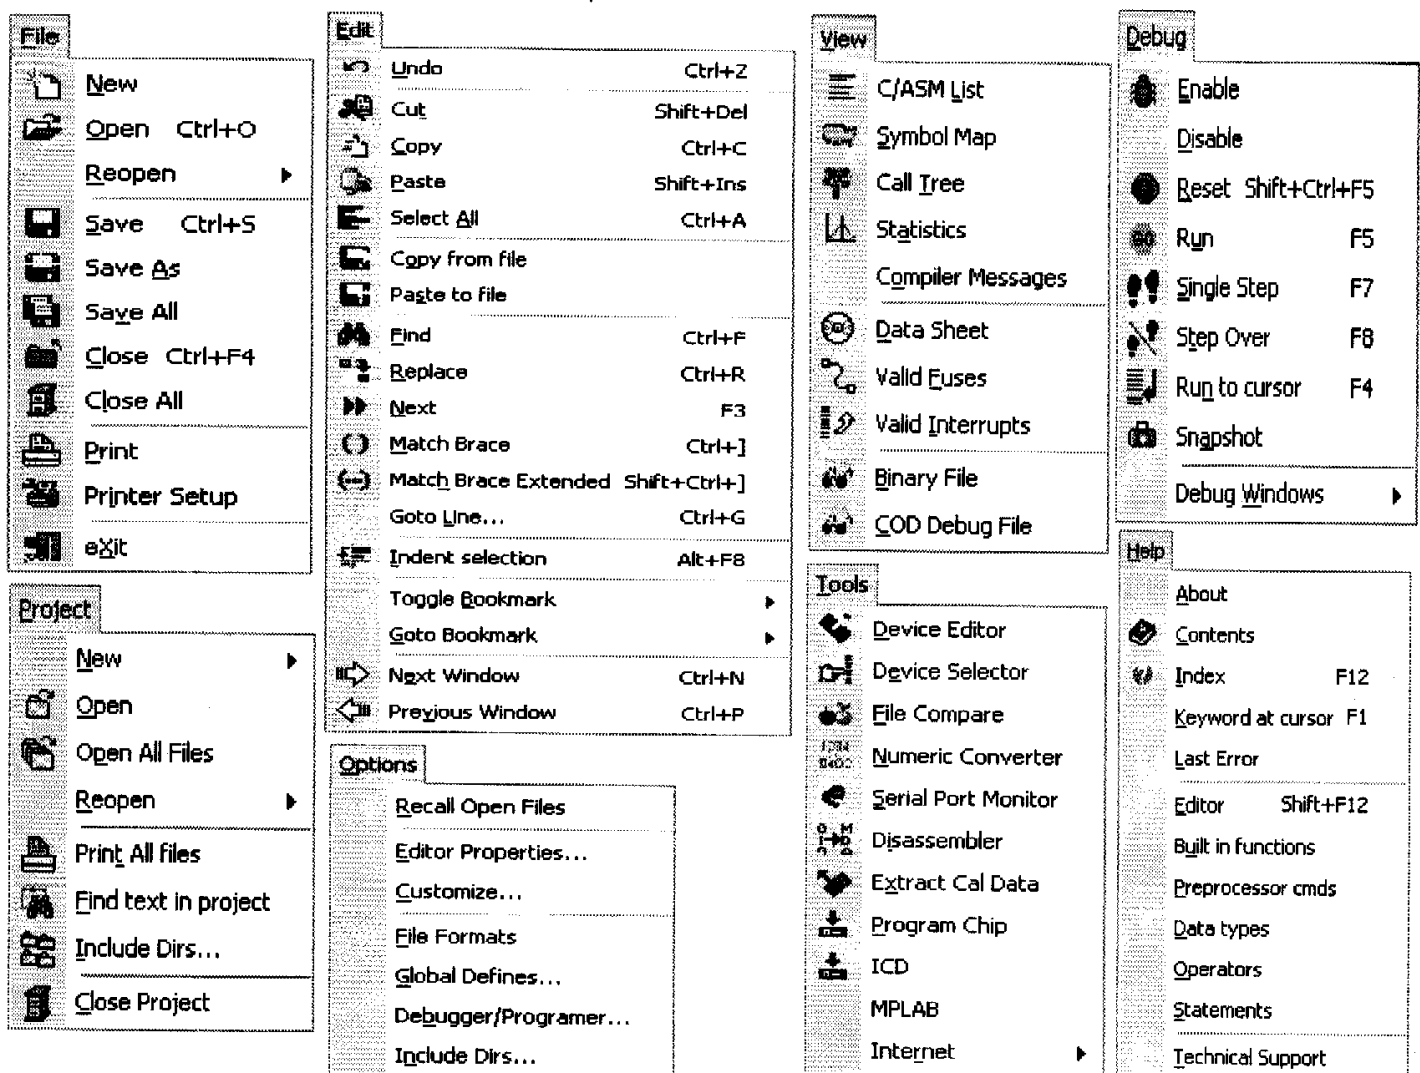 File
New
Open Ctrl+O
Reopen
Save Ctrl+S
Save As
Save All
Close Ctrl+F4
Close All
Print
Printer Setup
eXit
Project
New
Open
Open All Files
Reopen
Print All files
Find text in project
Include Dirs...
Close Project
Edit
Undo Ctrl+Z
Cut Shift+Del
Copy Ctrl+C
Paste Shift+Ins
Select All Ctrl+A
Copy from file
Paste to file
Find Ctrl+F
Replace Ctrl+R
Next F3
Match Brace Ctrl+]
Match Brace Extended Shift+Ctrl+]
Goto Line... Ctrl+G
Indent selection Alt+F8
Toggle Bookmark
Goto Bookmark
Next Window Ctrl+N
Previous Window Ctrl+P
Options
Recall Open Files
Editor Properties...
Customize...
File Formats
Global Defines...
Debugger/Programer...
Include Dirs...
View
C/ASM List
Symbol Map
Call Tree
Statistics
Compiler Messages
Data Sheet
Valid Fuses
Valid Interrupts
Binary File
COD Debug File
Tools
Device Editor
Device Selector
File Compare
Numeric Converter
Serial Port Monitor
Disassembler
Extract Cal Data
Program Chip
ICD
MPLAB
Internet
Debug
Enable
Disable
Reset Shift+Ctrl+F5
GO Run F5
Single Step F7
Step Over F8
Run to cursor F4
Snapshot
Debug Windows
Help
About
Contents
Index F12
Keyword at cursor F1
Last Error
Editor Shift+F12
Built in functions
Preprocessor cmds
Data types
Operators
Statements
Technical Support